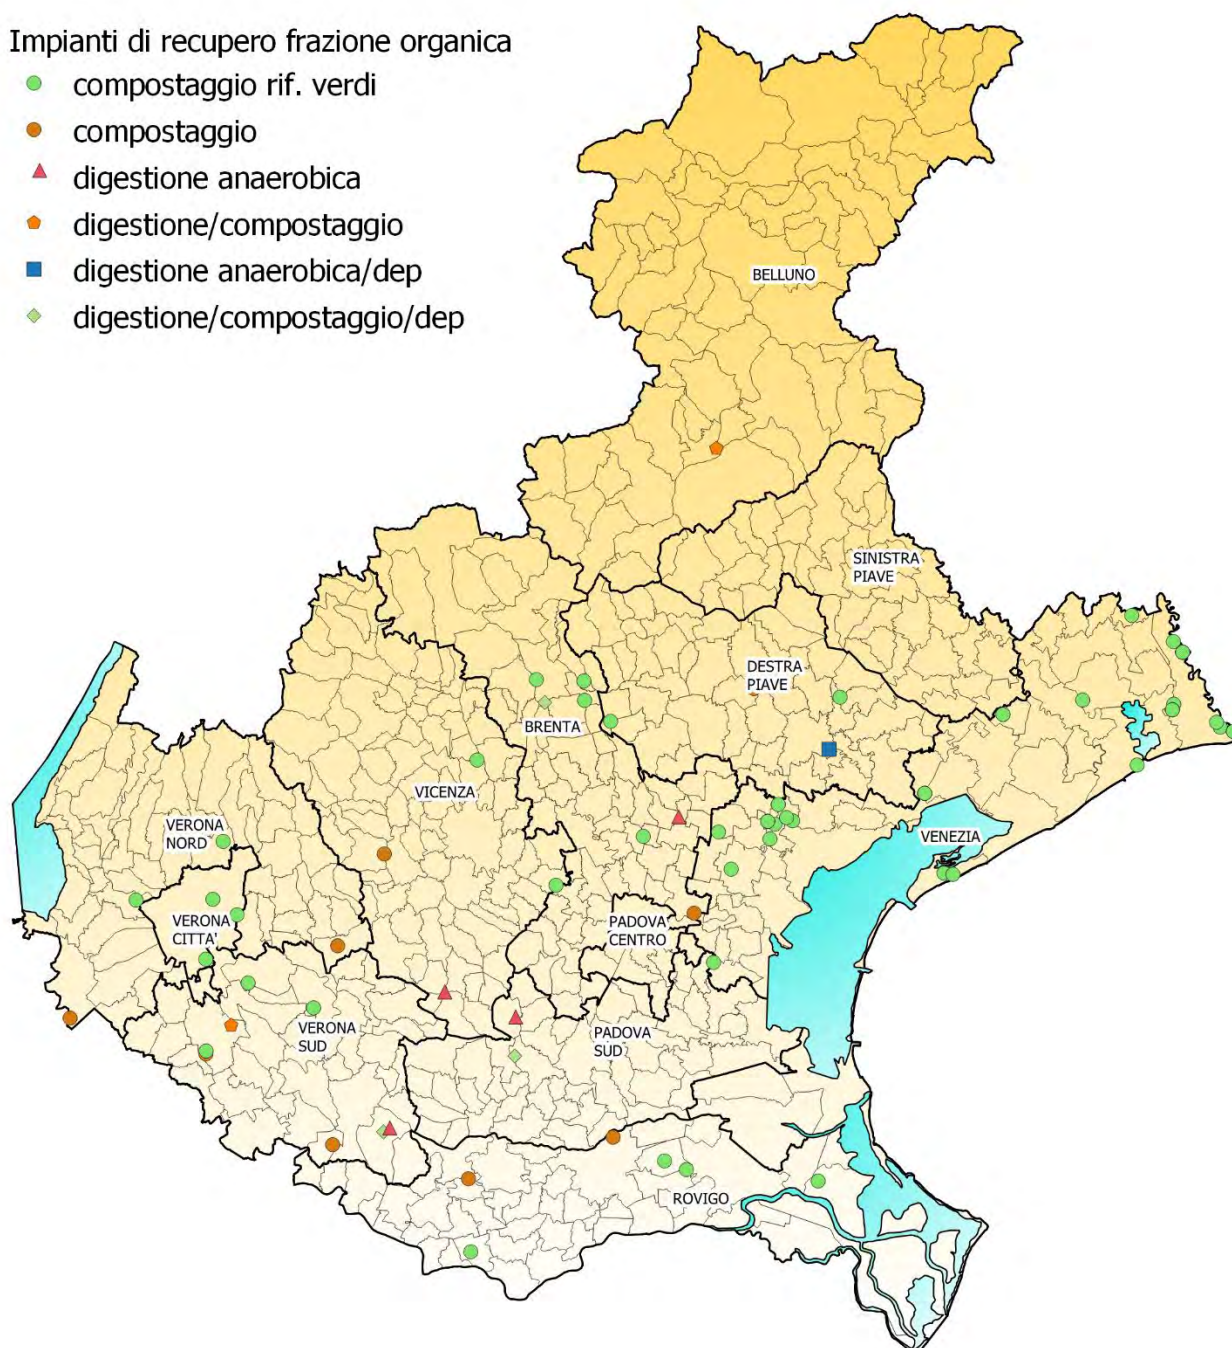 Impianti di recupero frazione organica
compostaggio rif. verdi
compostaggio
digestione anaerobica
digestione/compostaggio
digestione anaerobica/dep
digestione/compostaggio/dep
BELLUNO
SINISTRA
PIAVE
DESTRA
PIAVE
BRENTA
VICENZA
VERONA
NORD
VENEZIA
VERONA
CITTA'
PADOVA
CENTRO
VERONA
SUD
PADOVA
SUD
ROVIGO